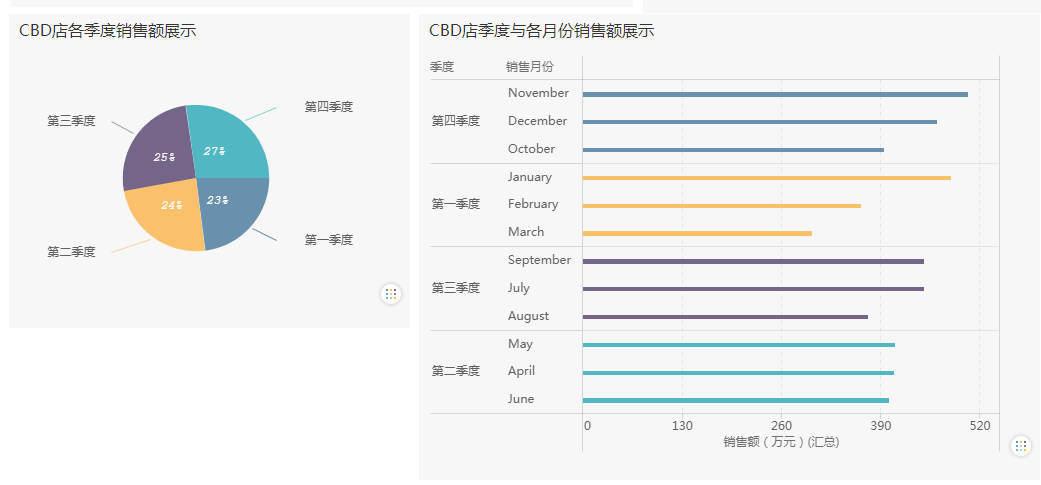 CBD店各季度销售额展示
第三季度
第四季度
25%
27%
24%
23%
第二季度
第一季度
CBD店季度与各月份销售额展示
季度 销售月份
November
第四季度 December
October
January
第一季度 February
March
September
第三季度 July
August
May
第二季度 April
June
0 130 260 390 520
销售额（万元）(汇总)